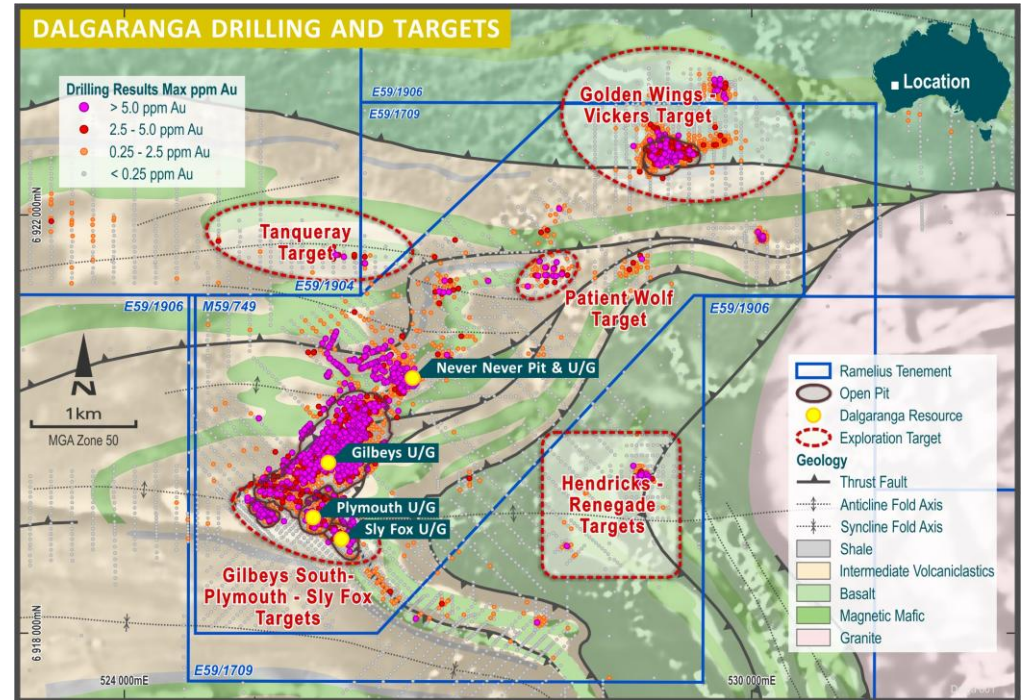 DALGARANGA DRILLING AND TARGETS
Drilling Results Max ppm Au
> 5.0 ppm Au
2.5 - 5.0 ppm Au
0.25 - 2.5 ppm Au
< 0.25 ppm Au
E59/1906
E59/1709
Golden Wings -
Vickers Target
Location
6 922 000mN
Tanqueray
Target
E59/1904
Patient Wolf
Target
E59/1906
M59/749
E59/1906
N
1km
MGA Zone 50
Never Never Pit & U/G
Gilbeys U/G
Plymouth U/G
Sly Fox U/G
Gilbeys South-
Plymouth - Sly Fox
Targets
Hendricks -
Renegade
Targets
Ramelius Tenement
Open Pit
Dalgaranga Resource
Exploration Target
Geology
Thrust Fault
Anticline Fold Axis
Syncline Fold Axis
Shale
Intermediate Volcaniclastics
Basalt
Magnetic Mafic
Granite
6 918 000mN
E59/1709
524 000mE
530 000mE